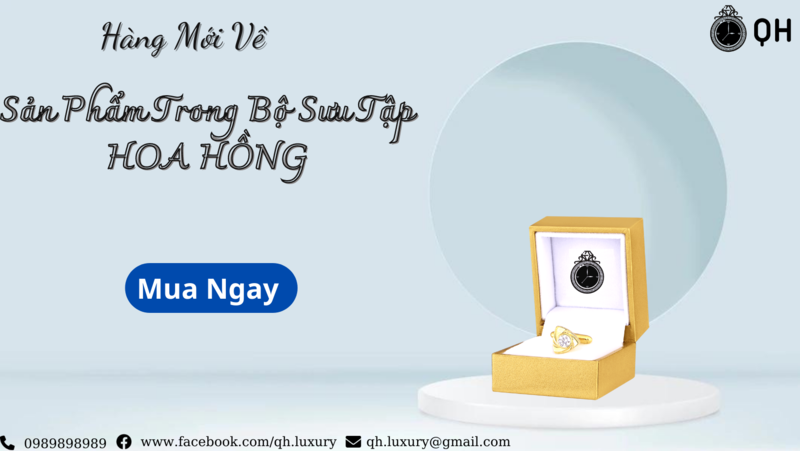 Hàng Mới Về
QH
Sản Phẩm Trong Bộ Sưu Tập
HOA HỒNG
Mua Ngay
0989898989 www.facebook.com/qh.luxury qh.luxury@gmail.com